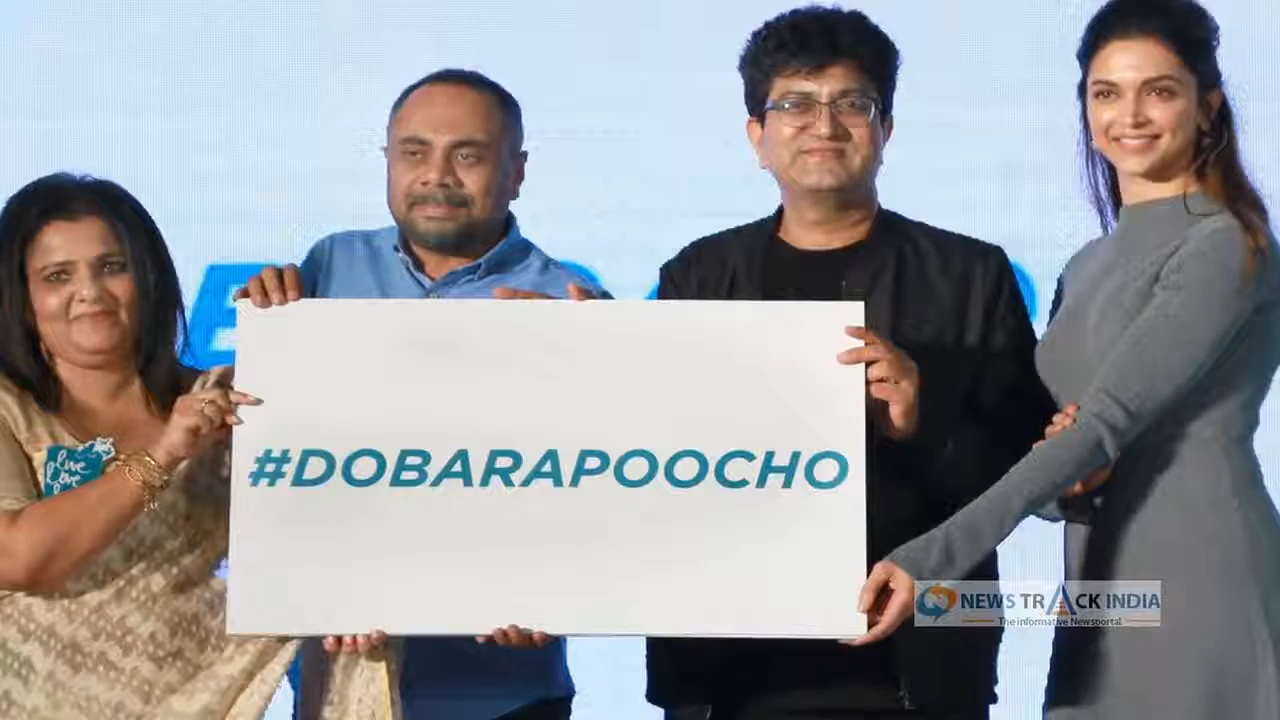 live
love
#DOBARAPOOCHO
NEWS TRACK INDIA
The informative Newsportal